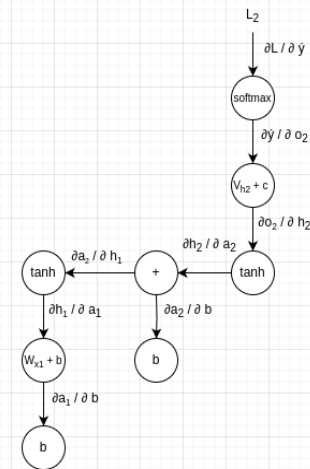 L₂
∂L / ∂ ŷ
softmax
∂ŷ / ∂ o₂
Vₕ₂ + c
∂o₂ / ∂ h₂
∂h₂ / ∂ a₂
∂a₂ / ∂ h₁
tanh
+
tanh
∂h₁ / ∂ a₁
∂a₂ / ∂ b
Wₓ₁ + b
b
∂a₁ / ∂ b
b